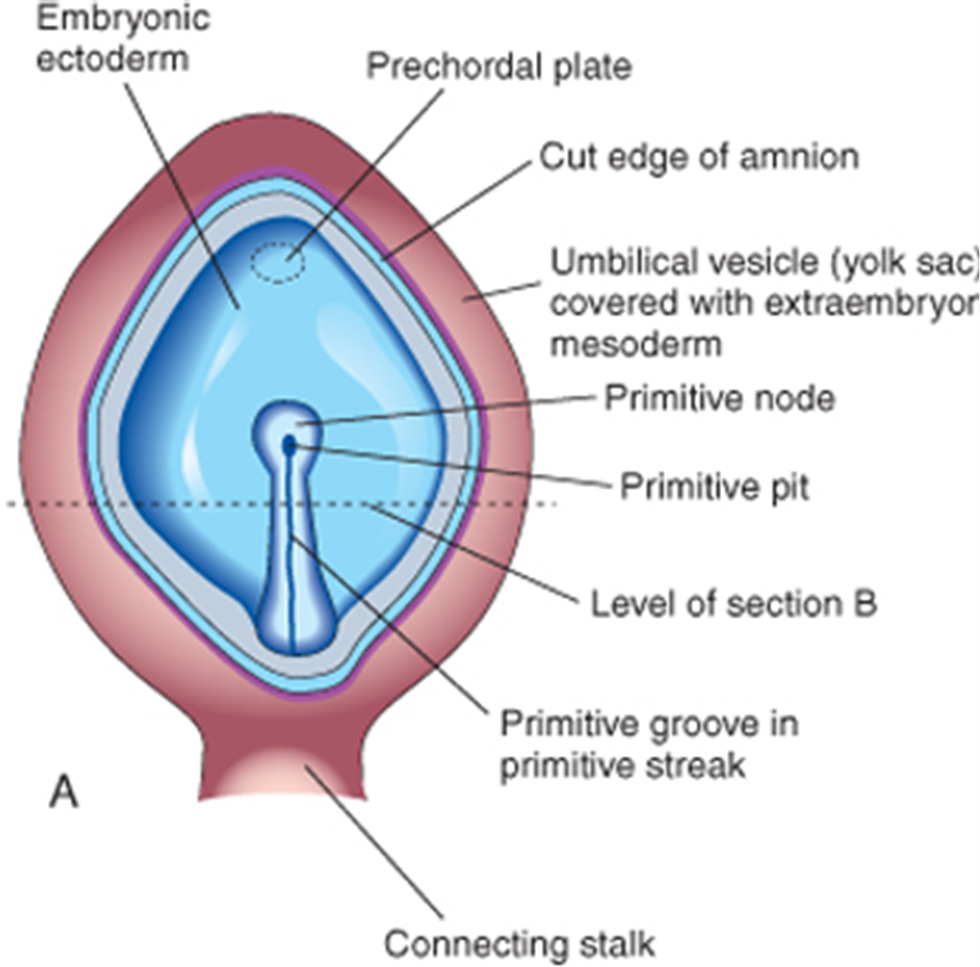 Embryonic
ectoderm
Prechordal plate
Cut edge of amnion
Umbilical vesicle (yolk sac)
covered with extraembryor
mesoderm
Primitive node
Primitive pit
Level of section B
Primitive groove in
primitive streak
A
Connecting stalk